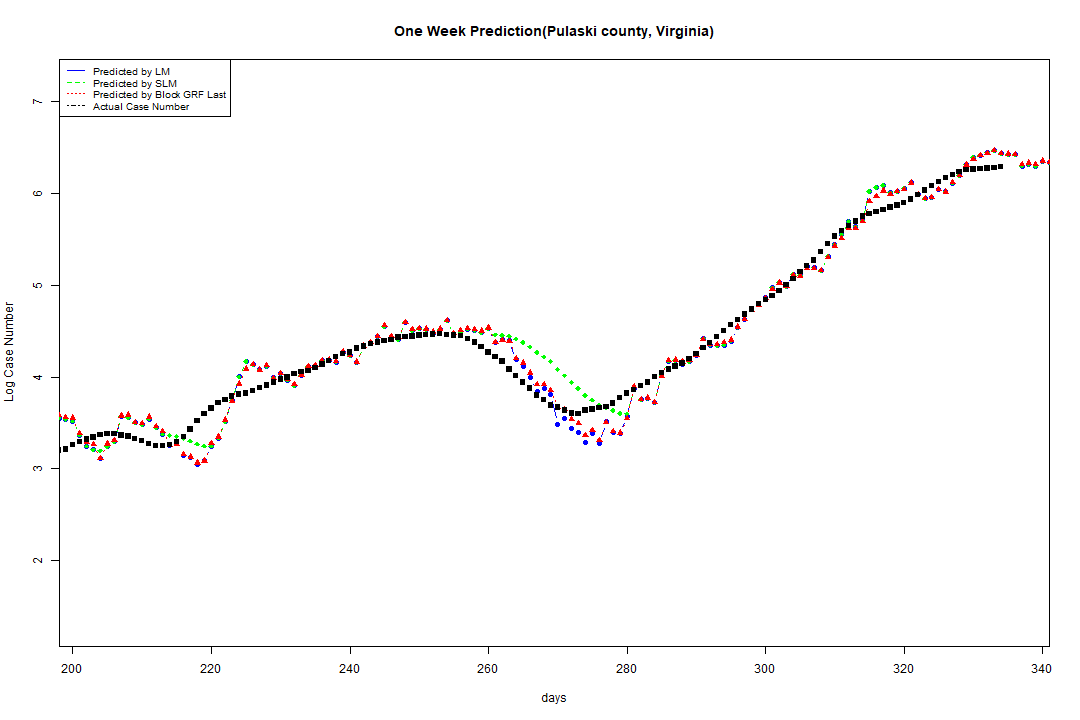 One Week Prediction(Pulaski county, Virginia)
Predicted by LM
Predicted by SLM
Predicted by Block GRF Last
Actual Case Number
7
6
5
4
3
2
Log Case Number
200 220 240 260 280 300 320 340
days